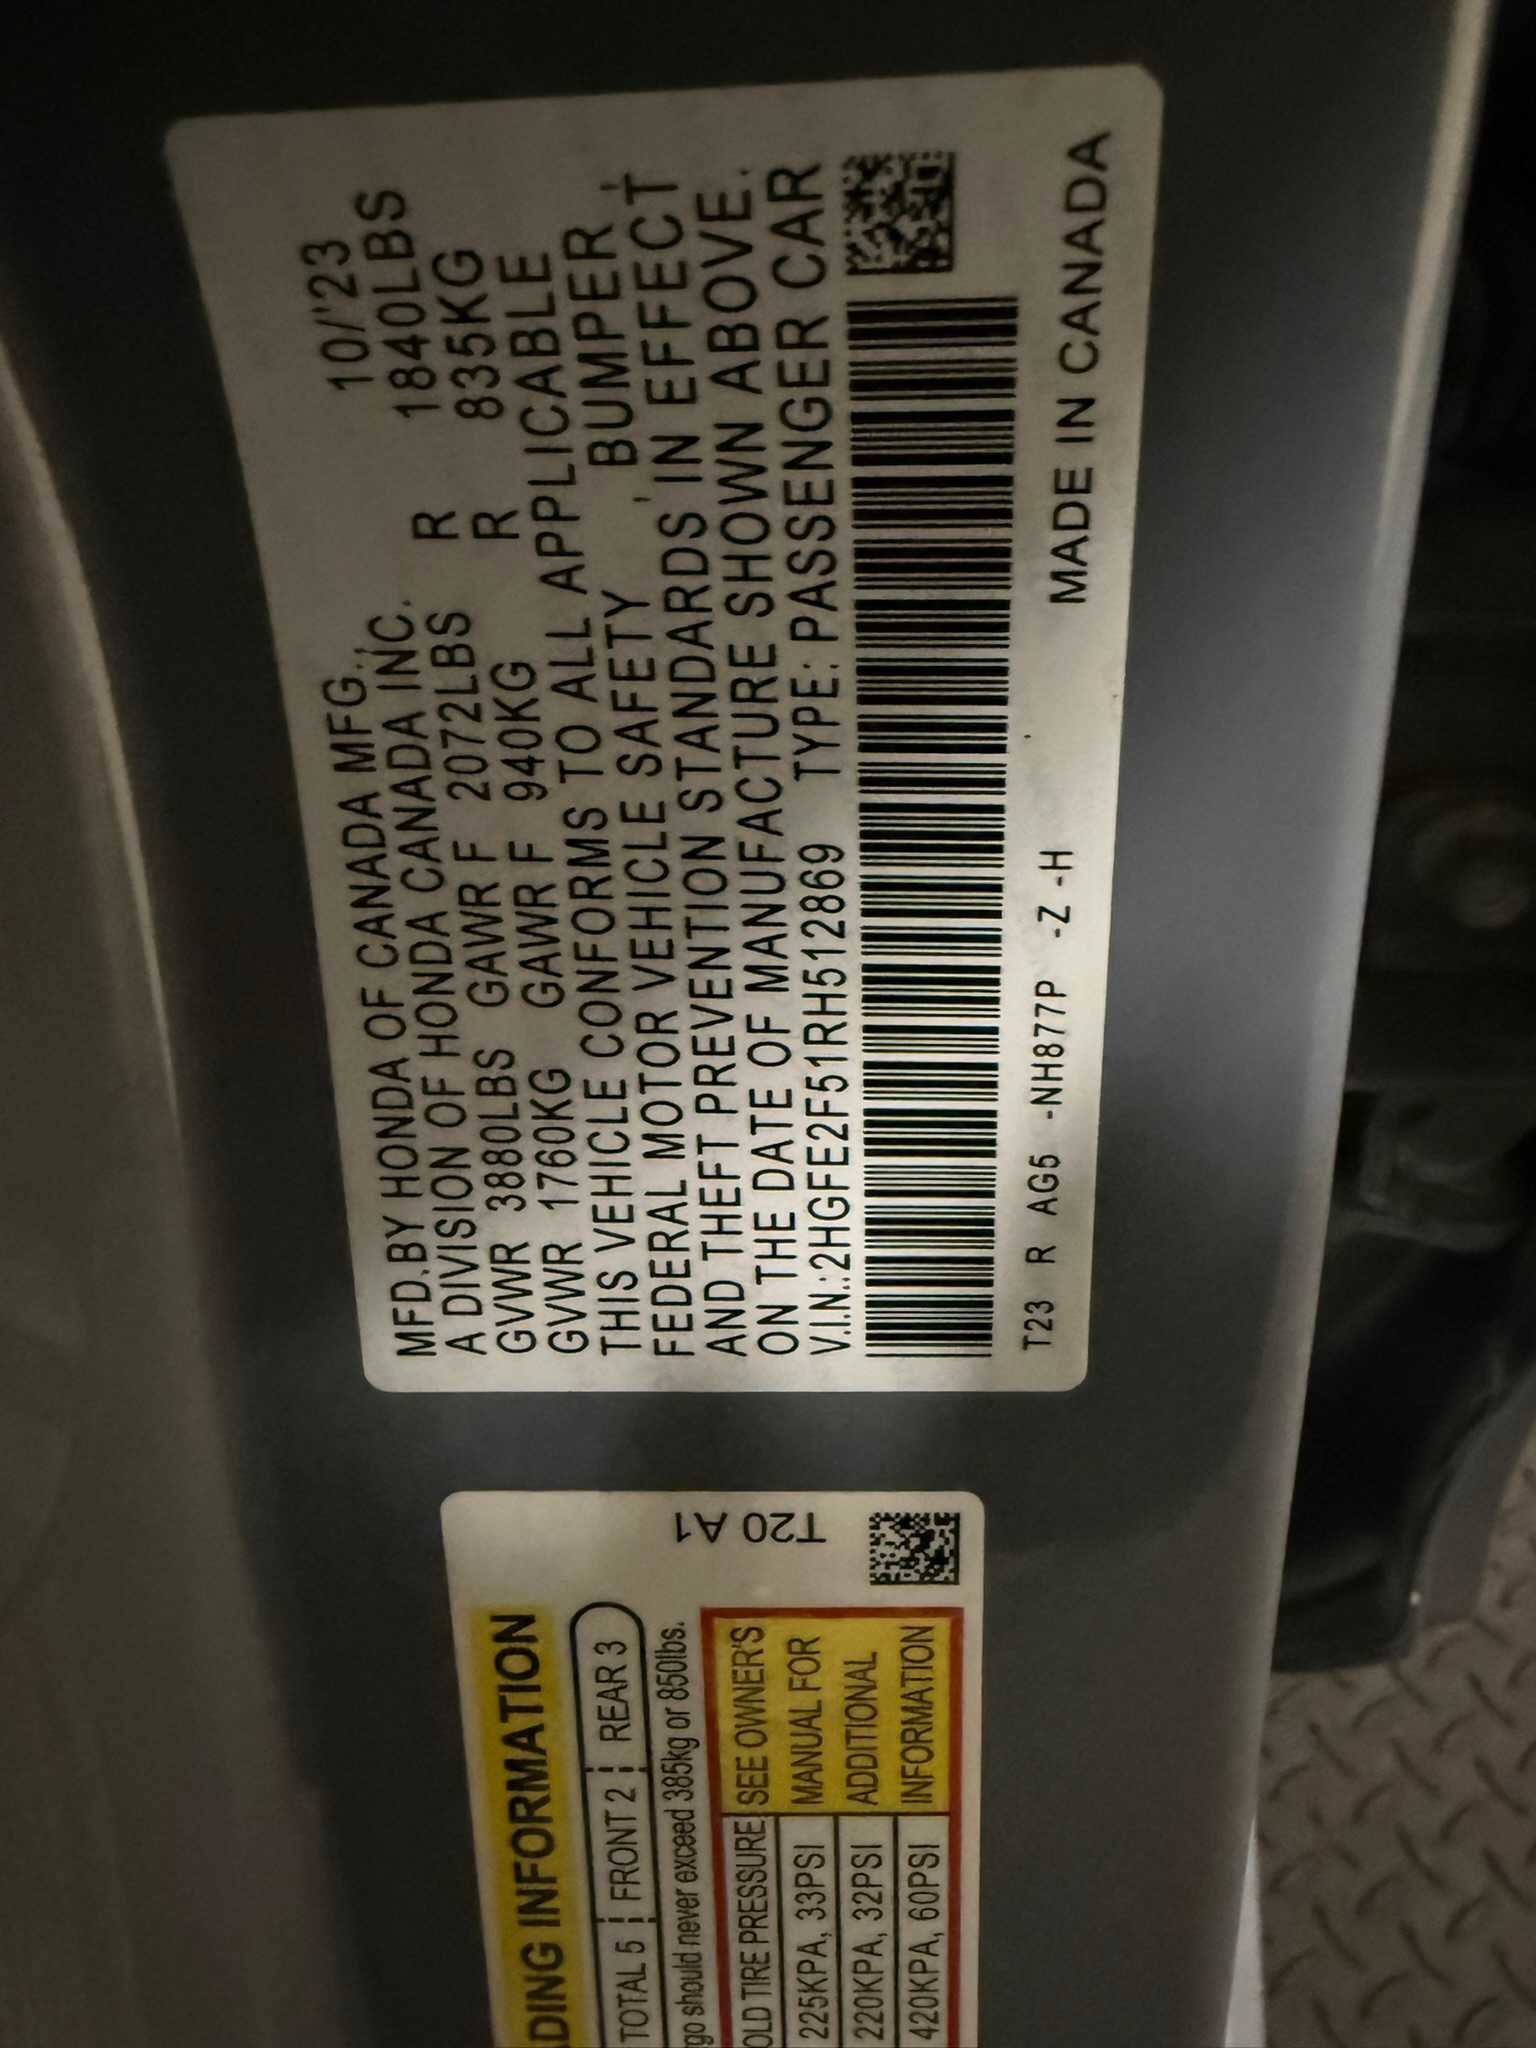 MFD.BY HONDA OF CANADA MFG., 10/'23
A DIVISION OF HONDA CANADA INC.
GVWR 3880LBS GAWR F 2072LBS R 1840LBS
GVWR 1760KG GAWR F 940KG R 835KG
THIS VEHICLE CONFORMS TO ALL APPLICABLE
FEDERAL MOTOR VEHICLE SAFETY, BUMPER,
AND THEFT PREVENTION STANDARDS IN EFFECT
ON THE DATE OF MANUFACTURE SHOWN ABOVE.
V.I.N.:2HGFE2F51RH512869 TYPE: PASSENGER CAR
T23 R AG5 -NH877P -Z -H MADE IN CANADA
INFORMATION
TOTAL 5 FRONT 2 REAR 3
should never exceed 385kg or 850lbs.
TIRE PRESSURE
225KPA, 33PSI
220KPA, 32PSI
420KPA, 60PSI
SEE OWNER'S
MANUAL FOR
ADDITIONAL
INFORMATION
T20 A1